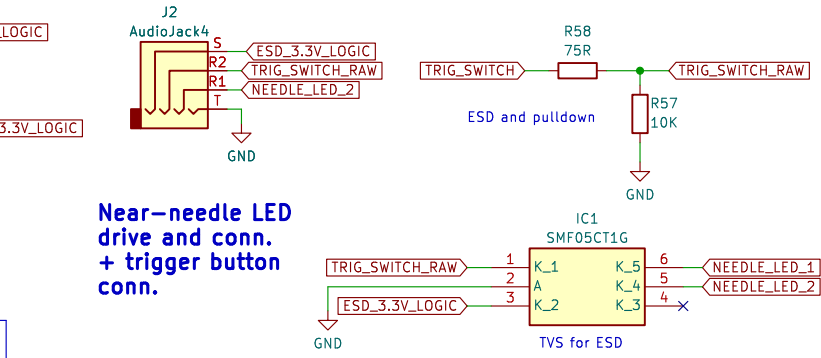 _LOGIC
J2
AudioJack4
S
ESD_3.3V_LOGIC
R2
TRIG_SWITCH_RAW
R1
NEEDLE_LED_2
T
GND
3.3V_LOGIC
R58
75R
TRIG_SWITCH
TRIG_SWITCH_RAW
ESD and pulldown
R57
10K
GND
Near-needle LED
drive and conn.
+ trigger button
conn.
IC1
SMF05CT1G
TRIG_SWITCH_RAW
1
K_1
K_5
6
NEEDLE_LED_1
2
A
K_4
5
NEEDLE_LED_2
ESD_3.3V_LOGIC
3
K_2
K_3
4
GND
TVS for ESD